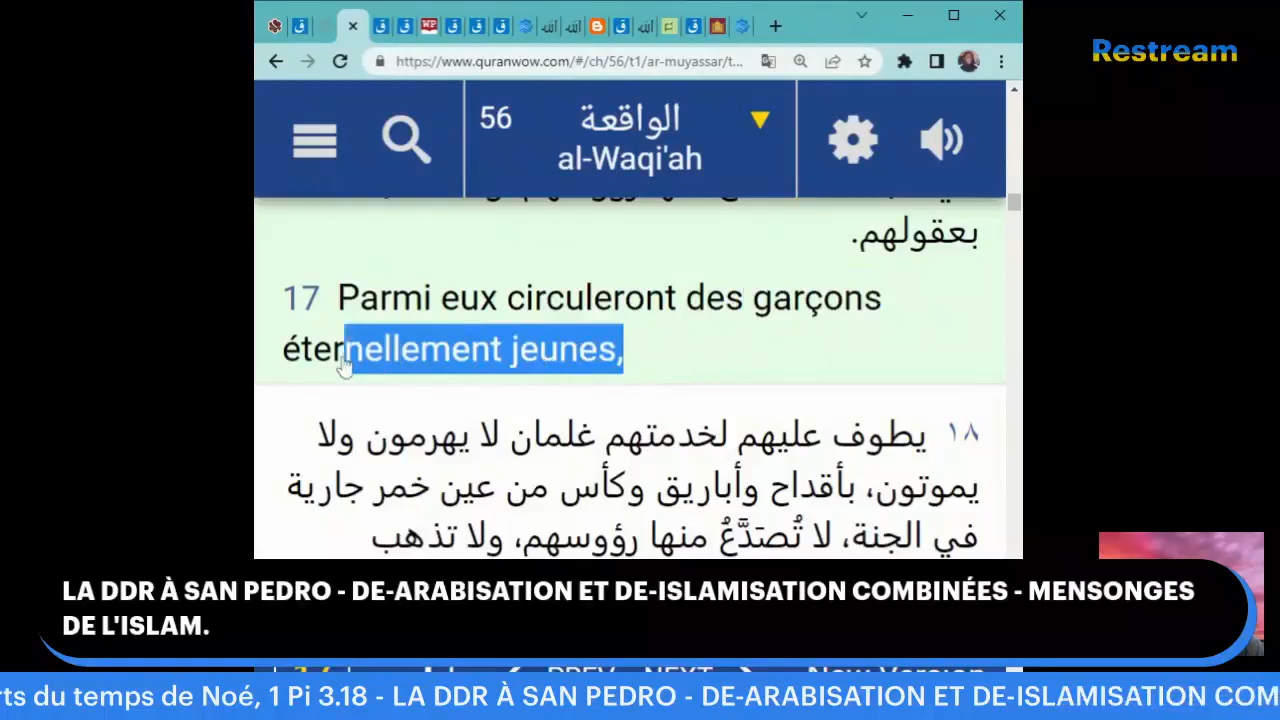 Restream
https://www.quranwow.com/#/ch/56/t1/ar-muyassar/t...
56
الواقعة
al-Waqi'ah
بعقولهم.
17 Parmi eux circuleront des garçons
éternellement jeunes,
١٨ يطوف عليهم لخدمتهم غلمان لا يهرمون ولا
يموتون، بأقداح وأباريق وكأس من عين خمر جارية
في الجنة، لا تُصَدَّعُ منها رؤوسهم، ولا تذهب
LA DDR À SAN PEDRO - DE-ARABISATION ET DE-ISLAMISATION COMBINÉES - MENSONGES
DE L'ISLAM.
PREV NEXT New Version
rts du temps de Noé, 1 Pi 3.18 - LA DDR À SAN PEDRO - DE-ARABISATION ET DE-ISLAMISATION COM